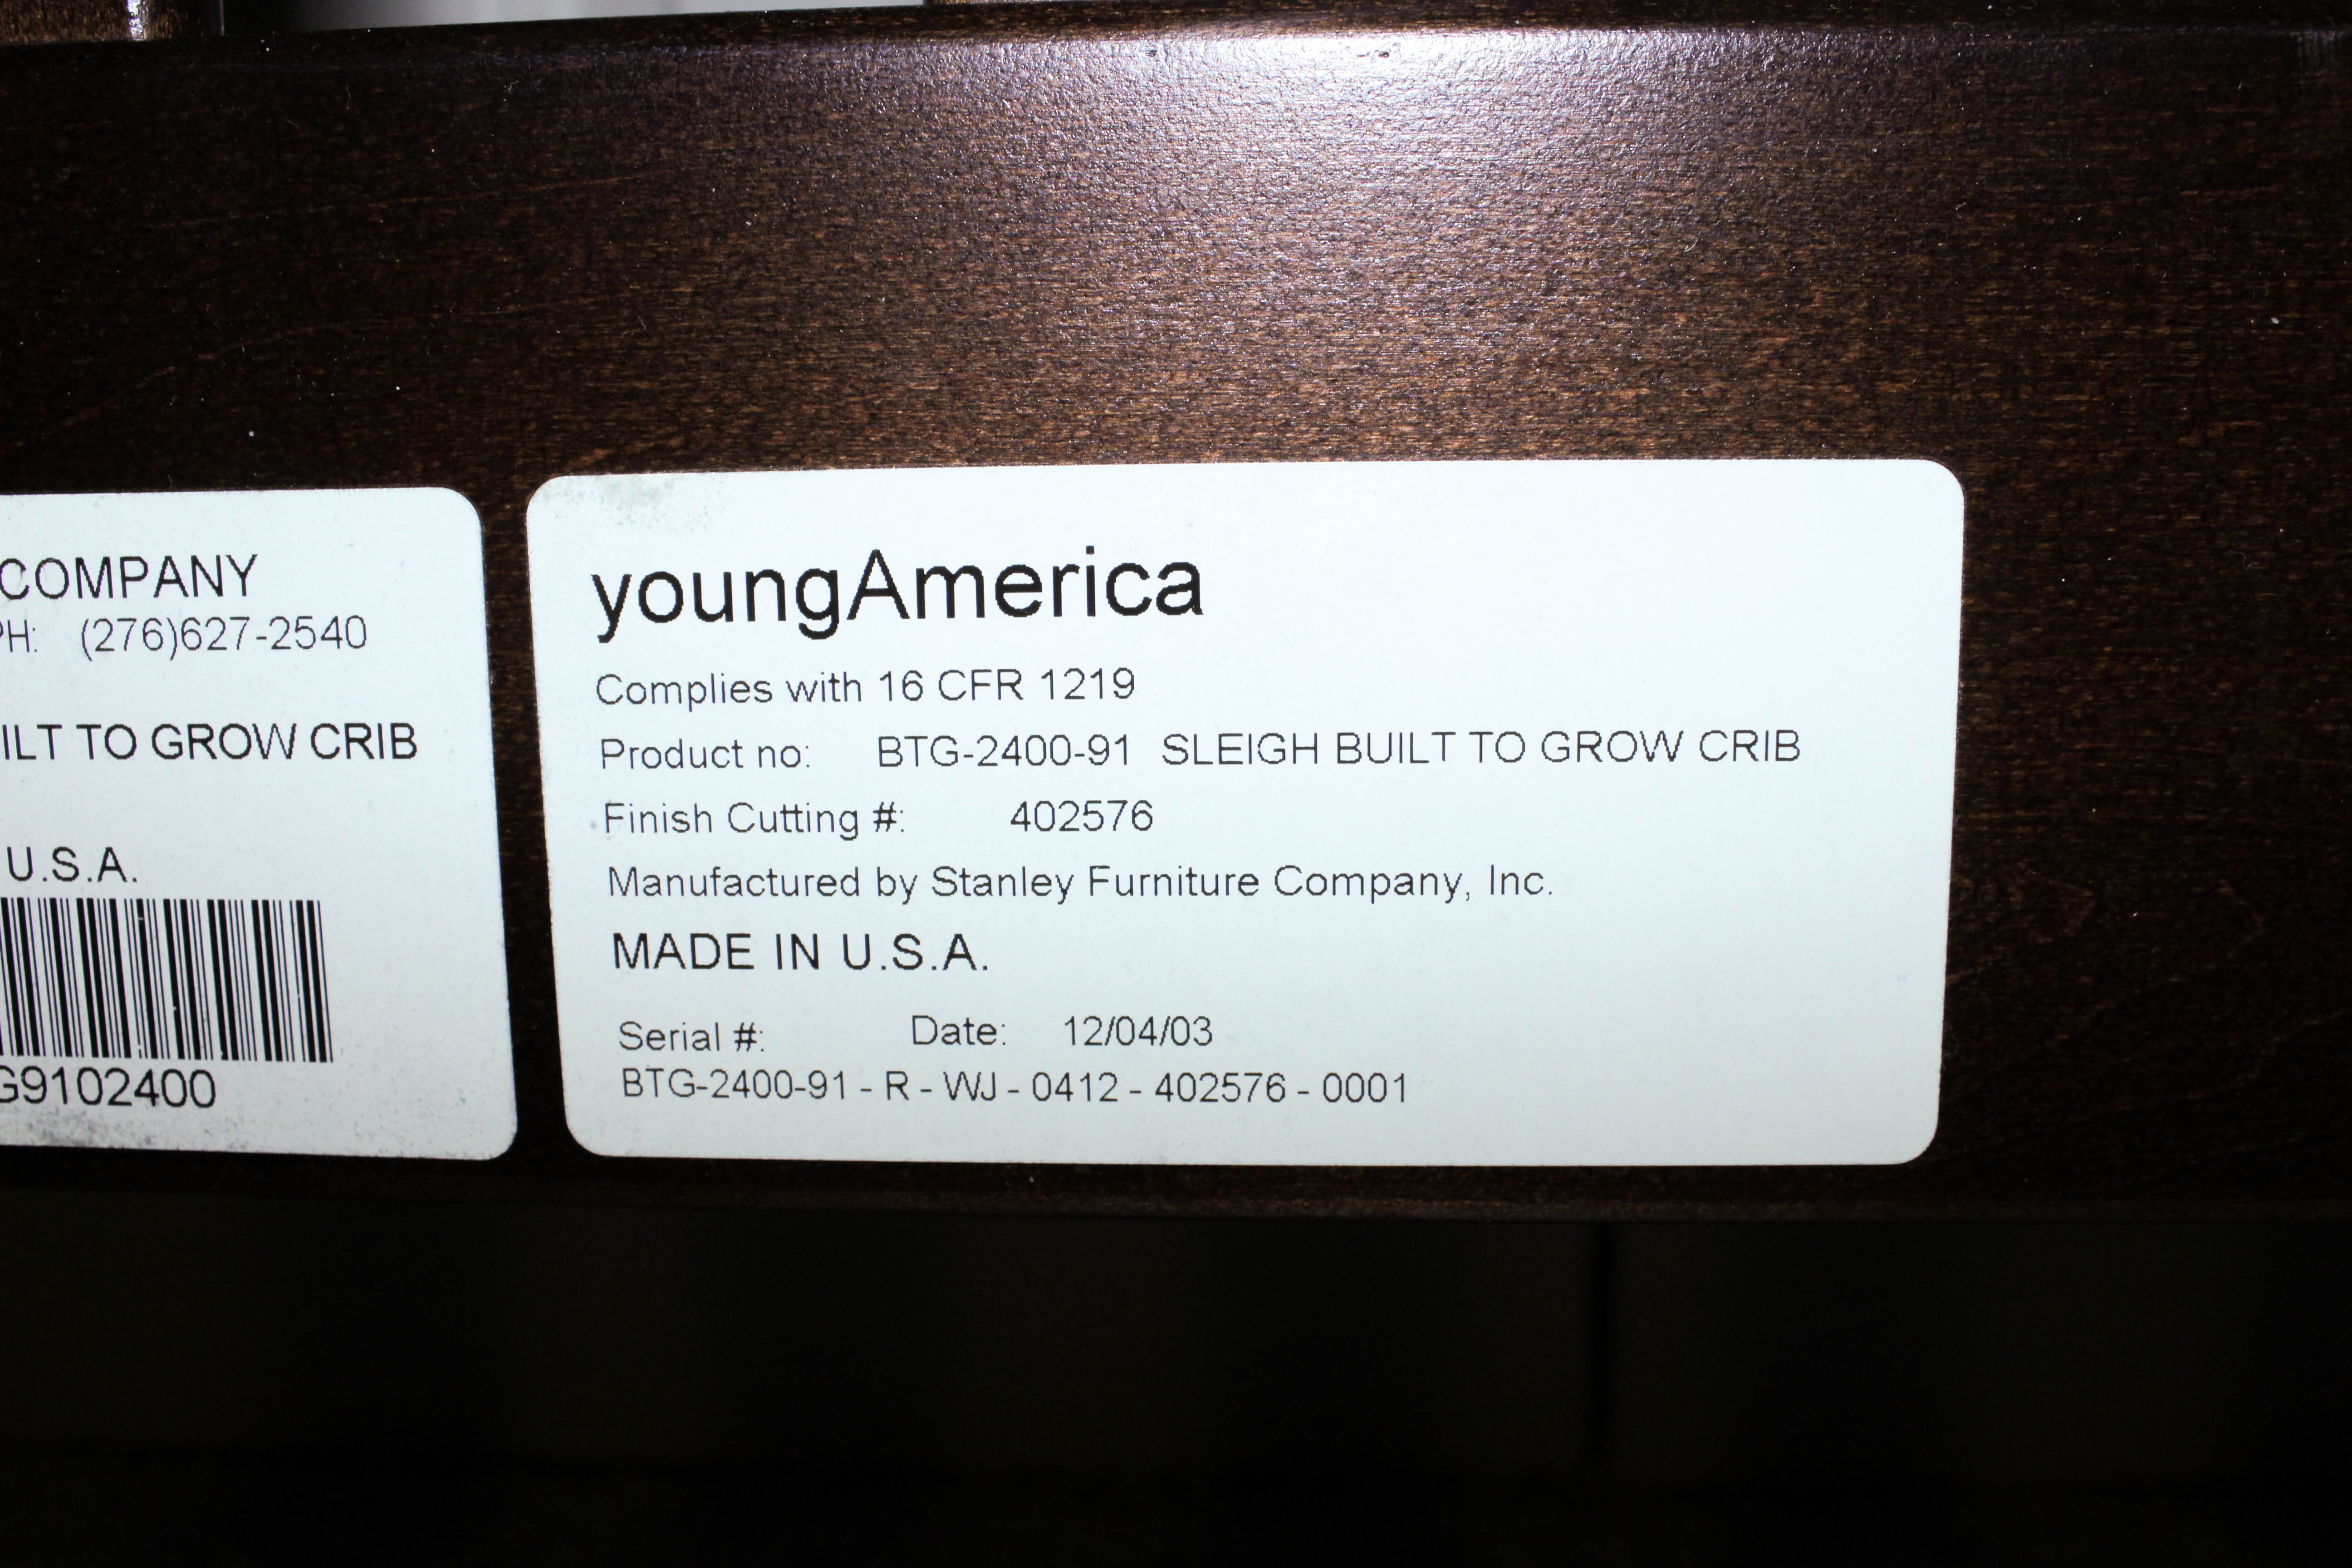 COMPANY
PH: (276)627-2540
ILT TO GROW CRIB
U.S.A.
G9102400
youngAmerica
Complies with 16 CFR 1219
Product no: BTG-2400-91 SLEIGH BUILT TO GROW CRIB
Finish Cutting #: 402576
Manufactured by Stanley Furniture Company, Inc.
MADE IN U.S.A.
Serial #: Date: 12/04/03
BTG-2400-91 - R - WJ - 0412 - 402576 - 0001